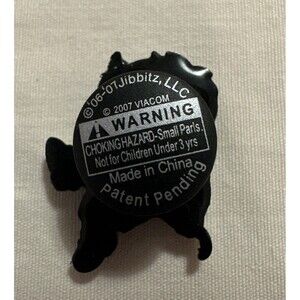 ©'06-'07 Jibbitz, LLC
© 2007 VIACOM
WARNING
CHOKING HAZARD-Small Parts.
Not for Children Under 3 yrs
Made in China
Patent Pending